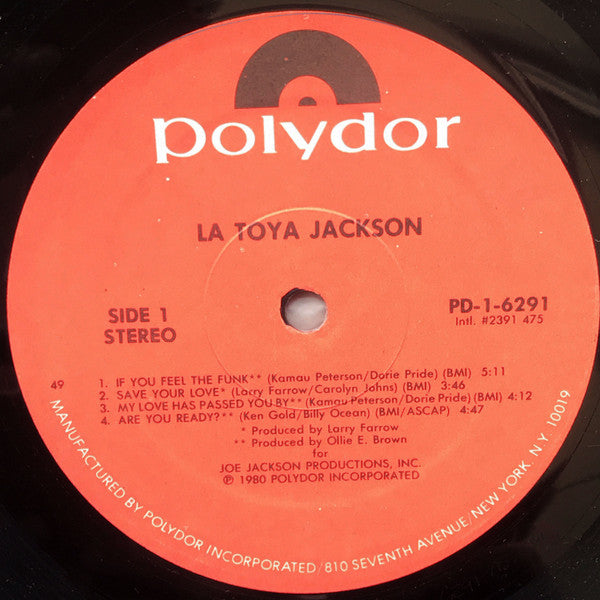 polydor
LA TOYA JACKSON
SIDE 1
STEREO
PD-1-6291
Intl. #2391 475
49
1. IF YOU FEEL THE FUNK** (Kamau Peterson/Dorie Pride) (BMI) 5:11
2. SAVE YOUR LOVE* (Larry Farrow/Carolyn Johns) (BMI) 3:46
3. MY LOVE HAS PASSED YOU BY** (Kamau Peterson/Dorie Pride) (BMI) 4:12
4. ARE YOU READY?** (Ken Gold/Billy Ocean) (BMI/ASCAP) 4:47
* Produced by Larry Farrow
** Produced by Ollie E. Brown
for
JOE JACKSON PRODUCTIONS, INC.
℗ 1980 POLYDOR INCORPORATED
MANUFACTURED BY POLYDOR INCORPORATED/810 SEVENTH AVENUE/NEW YORK. N.Y. 10019